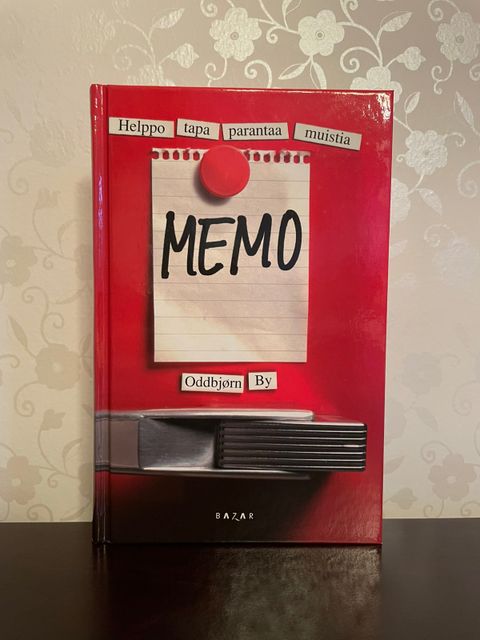 Helppo tapa parantaa muistia
MEMO
Oddbjørn By
BAZAR